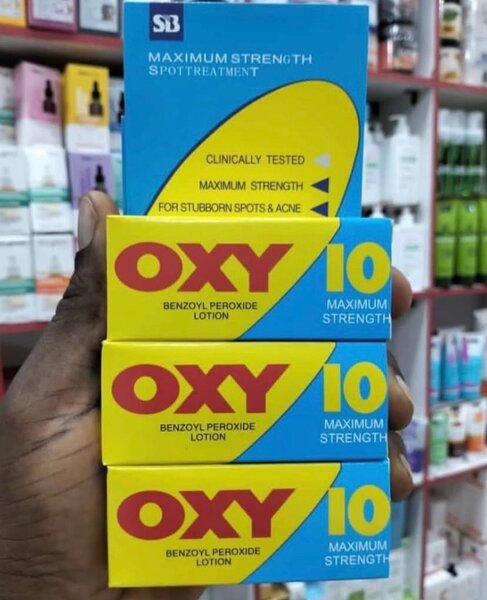 SB
MAXIMUM STRENGTH
SPOTTREATMENT
CLINICALLY TESTED
MAXIMUM STRENGTH
FOR STUBBORN SPOTS & ACNE
OXY 10
BENZOYL PEROXIDE
LOTION
MAXIMUM
STRENGTH
OXY 10
BENZOYL PEROXIDE
LOTION
MAXIMUM
STRENGTH
OXY 10
BENZOYL PEROXIDE
LOTION
MAXIMUM
STRENGTH